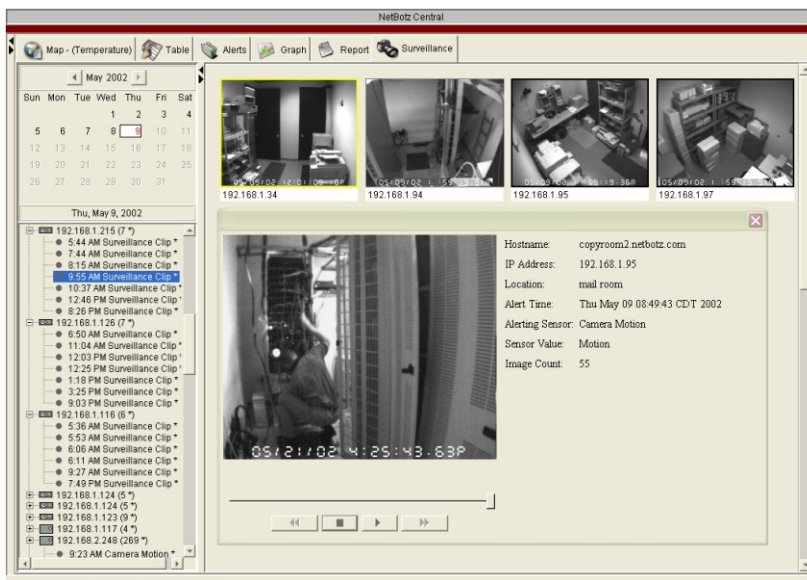 NetBotz Central
Map - (Temperature) Table Alerts Graph Report Surveillance
May 2002
Sun Mon Tue Wed Thu Fri Sat
1 2 3 4
5 6 7 8 9 10 11
12 13 14 15 16 17 18
19 20 21 22 23 24 25
26 27 28 29 30 31
Thu, May 9, 2002
192.168.1.215 (7 *)
5:44 AM Surveillance Clip *
7:44 AM Surveillance Clip *
8:15 AM Surveillance Clip *
9:55 AM Surveillance Clip *
10:37 AM Surveillance Clip *
12:46 PM Surveillance Clip *
8:26 PM Surveillance Clip *
192.168.1.126 (7 *)
6:50 AM Surveillance Clip *
11:04 AM Surveillance Clip *
12:03 PM Surveillance Clip *
12:25 PM Surveillance Clip *
1:18 PM Surveillance Clip *
3:25 PM Surveillance Clip *
9:03 PM Surveillance Clip *
192.168.1.116 (6 *)
5:36 AM Surveillance Clip *
5:53 AM Surveillance Clip *
6:06 AM Surveillance Clip *
6:11 AM Surveillance Clip *
9:27 AM Surveillance Clip *
7:49 PM Surveillance Clip *
192.168.1.124 (5 *)
192.168.1.124 (5 *)
192.168.1.123 (9 *)
192.168.1.117 (4 *)
192.168.2.248 (269 *)
9:23 AM Camera Motion *
192.168.1.34
192.168.1.94
192.168.1.95
192.168.1.97
Hostname: copyroom2.netbotz.com
IP Address: 192.168.1.95
Location: mail room
Alert Time: Thu May 09 08:49:43 CDT 2002
Alerting Sensor: Camera Motion
Sensor Value: Motion
Image Count: 55
05/21/02 4:25:43.63P